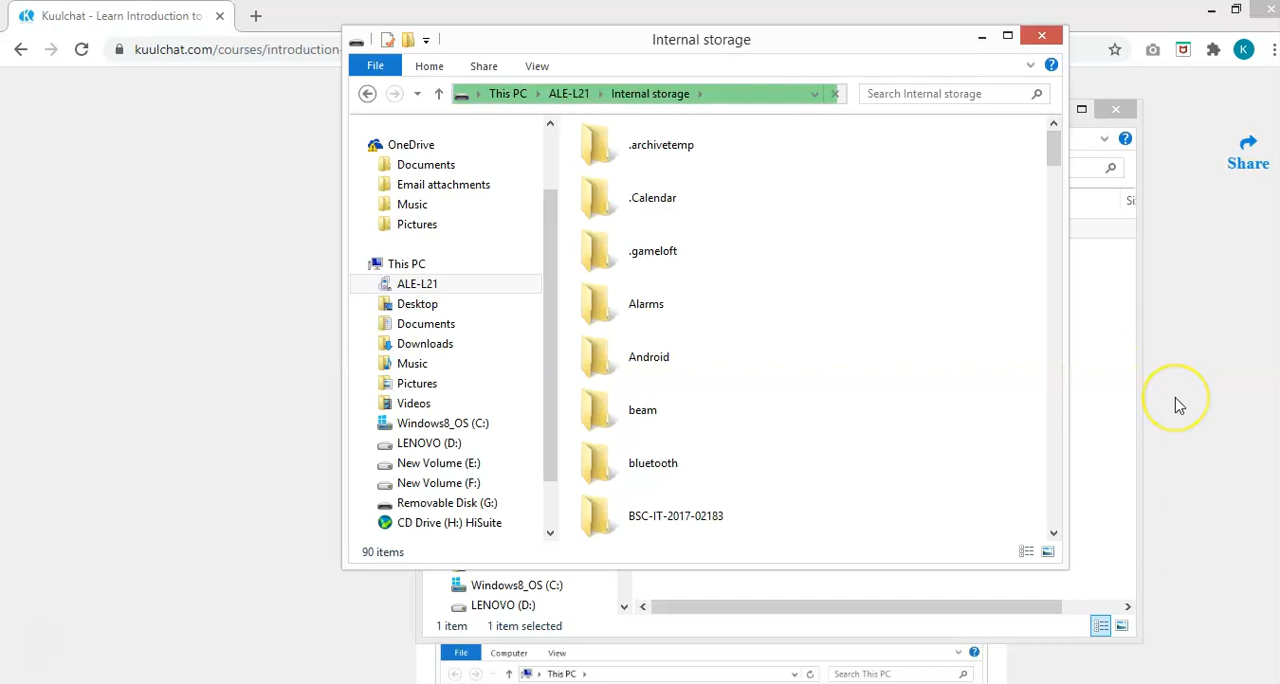 Kuulchat - Learn Introduction to
kuulchat.com/courses/introduction-
K
Share
Internal storage
File Home Share View
This PC ALE-L21 Internal storage
Search Internal storage
OneDrive
Documents
Email attachments
Music
Pictures
This PC
ALE-L21
Desktop
Documents
Downloads
Music
Pictures
Videos
Windows8_OS (C:)
LENOVO (D:)
New Volume (E:)
New Volume (F:)
Removable Disk (G:)
CD Drive (H:) HiSuite
.archivetemp
.Calendar
.gameloft
Alarms
Android
beam
bluetooth
BSC-IT-2017-02183
90 items
Si
Windows8_OS (C:)
LENOVO (D:)
1 item 1 item selected
File Computer View
This PC
Search This PC